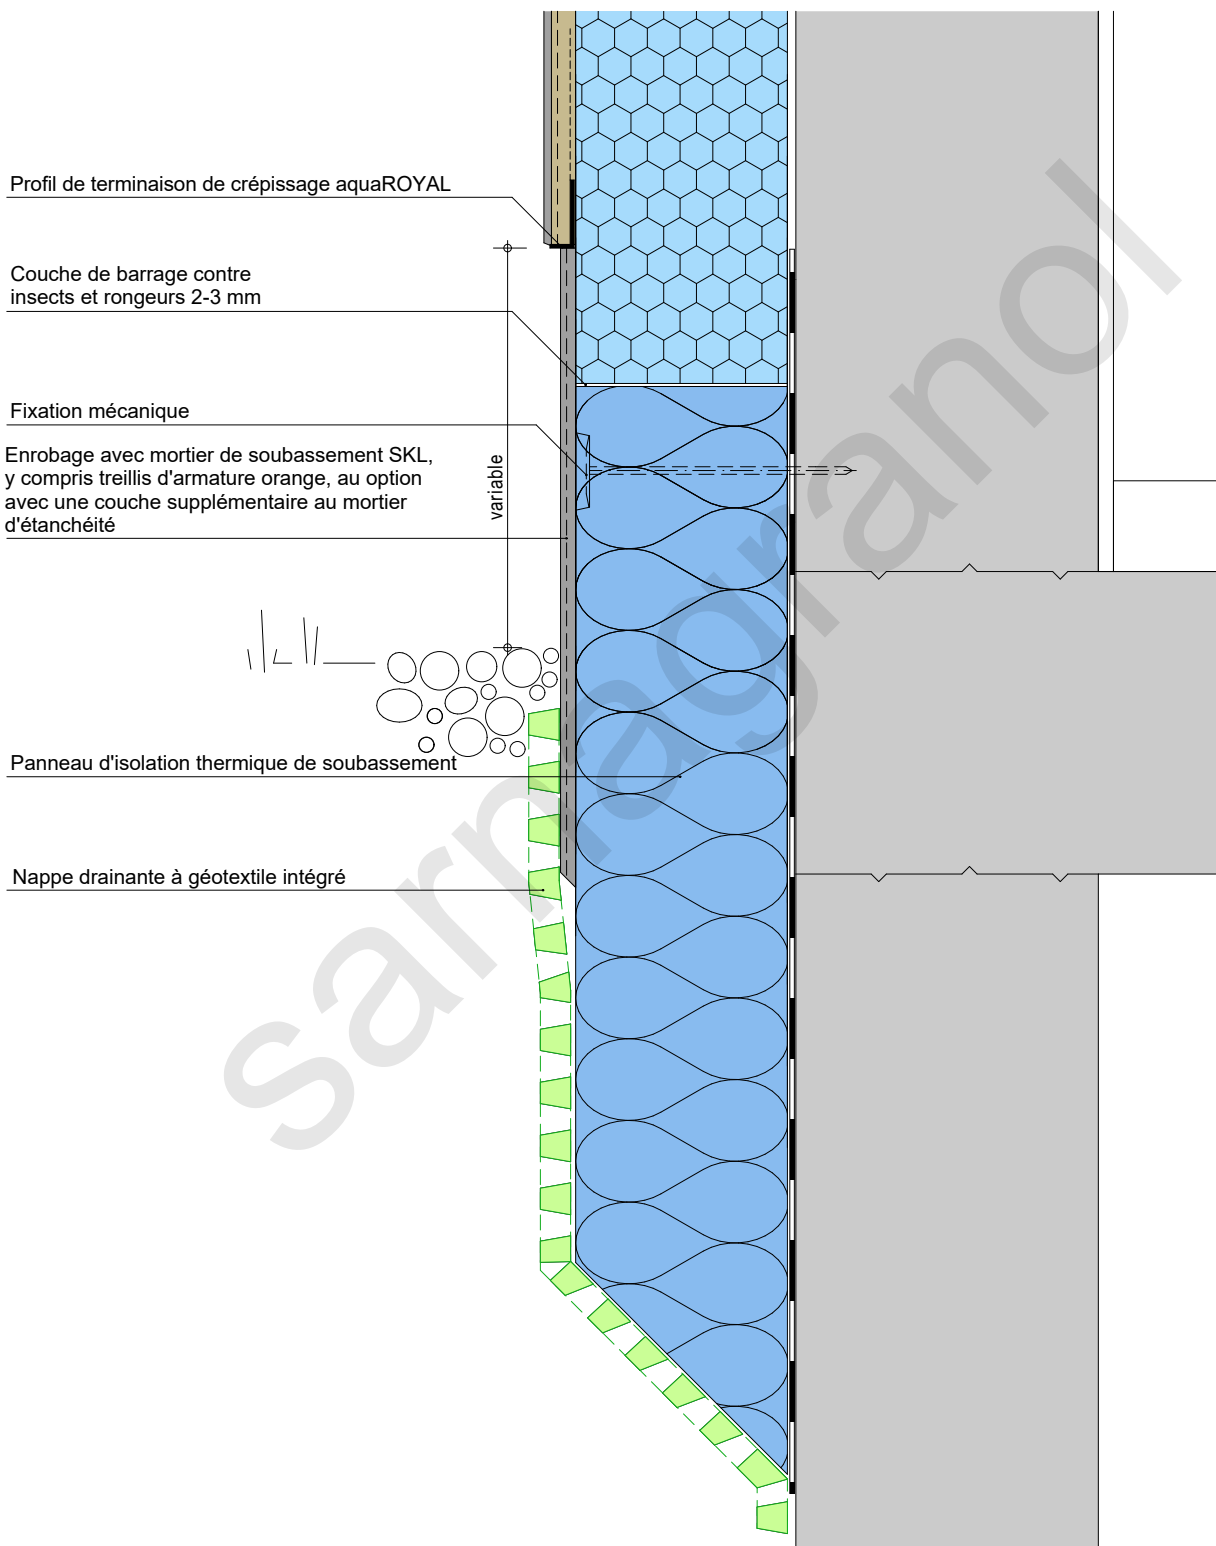 Profil de terminaison de crépissage aquaROYAL
Couche de barrage contre
insects et rongeurs 2-3 mm
Fixation mécanique
Enrobage avec mortier de soubassement SKL,
y compris treillis d'armature orange, au option
avec une couche supplémentaire au mortier
d'étanchéité
variable
Panneau d'isolation thermique de soubassement
Nappe drainante à géotextile intégré
sarnagranol